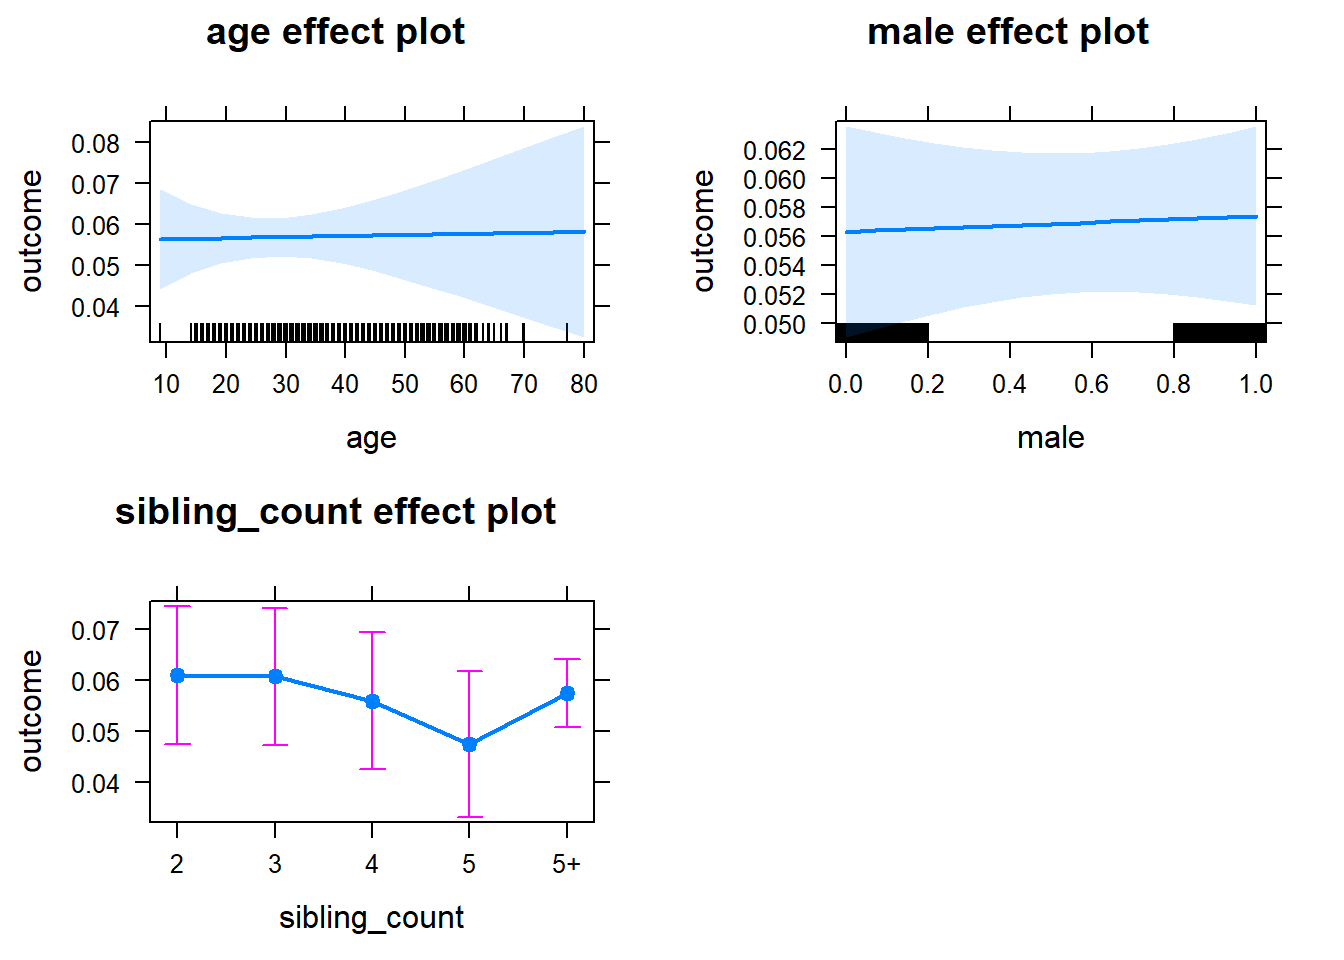 age effect plot
outcome
0.08
0.07
0.06
0.05
0.04
10 20 30 40 50 60 70 80
age
male effect plot
outcome
0.062
0.060
0.058
0.056
0.054
0.052
0.050
0.0 0.2 0.4 0.6 0.8 1.0
male
sibling_count effect plot
outcome
0.07
0.06
0.05
0.04
2 3 4 5 5+
sibling_count